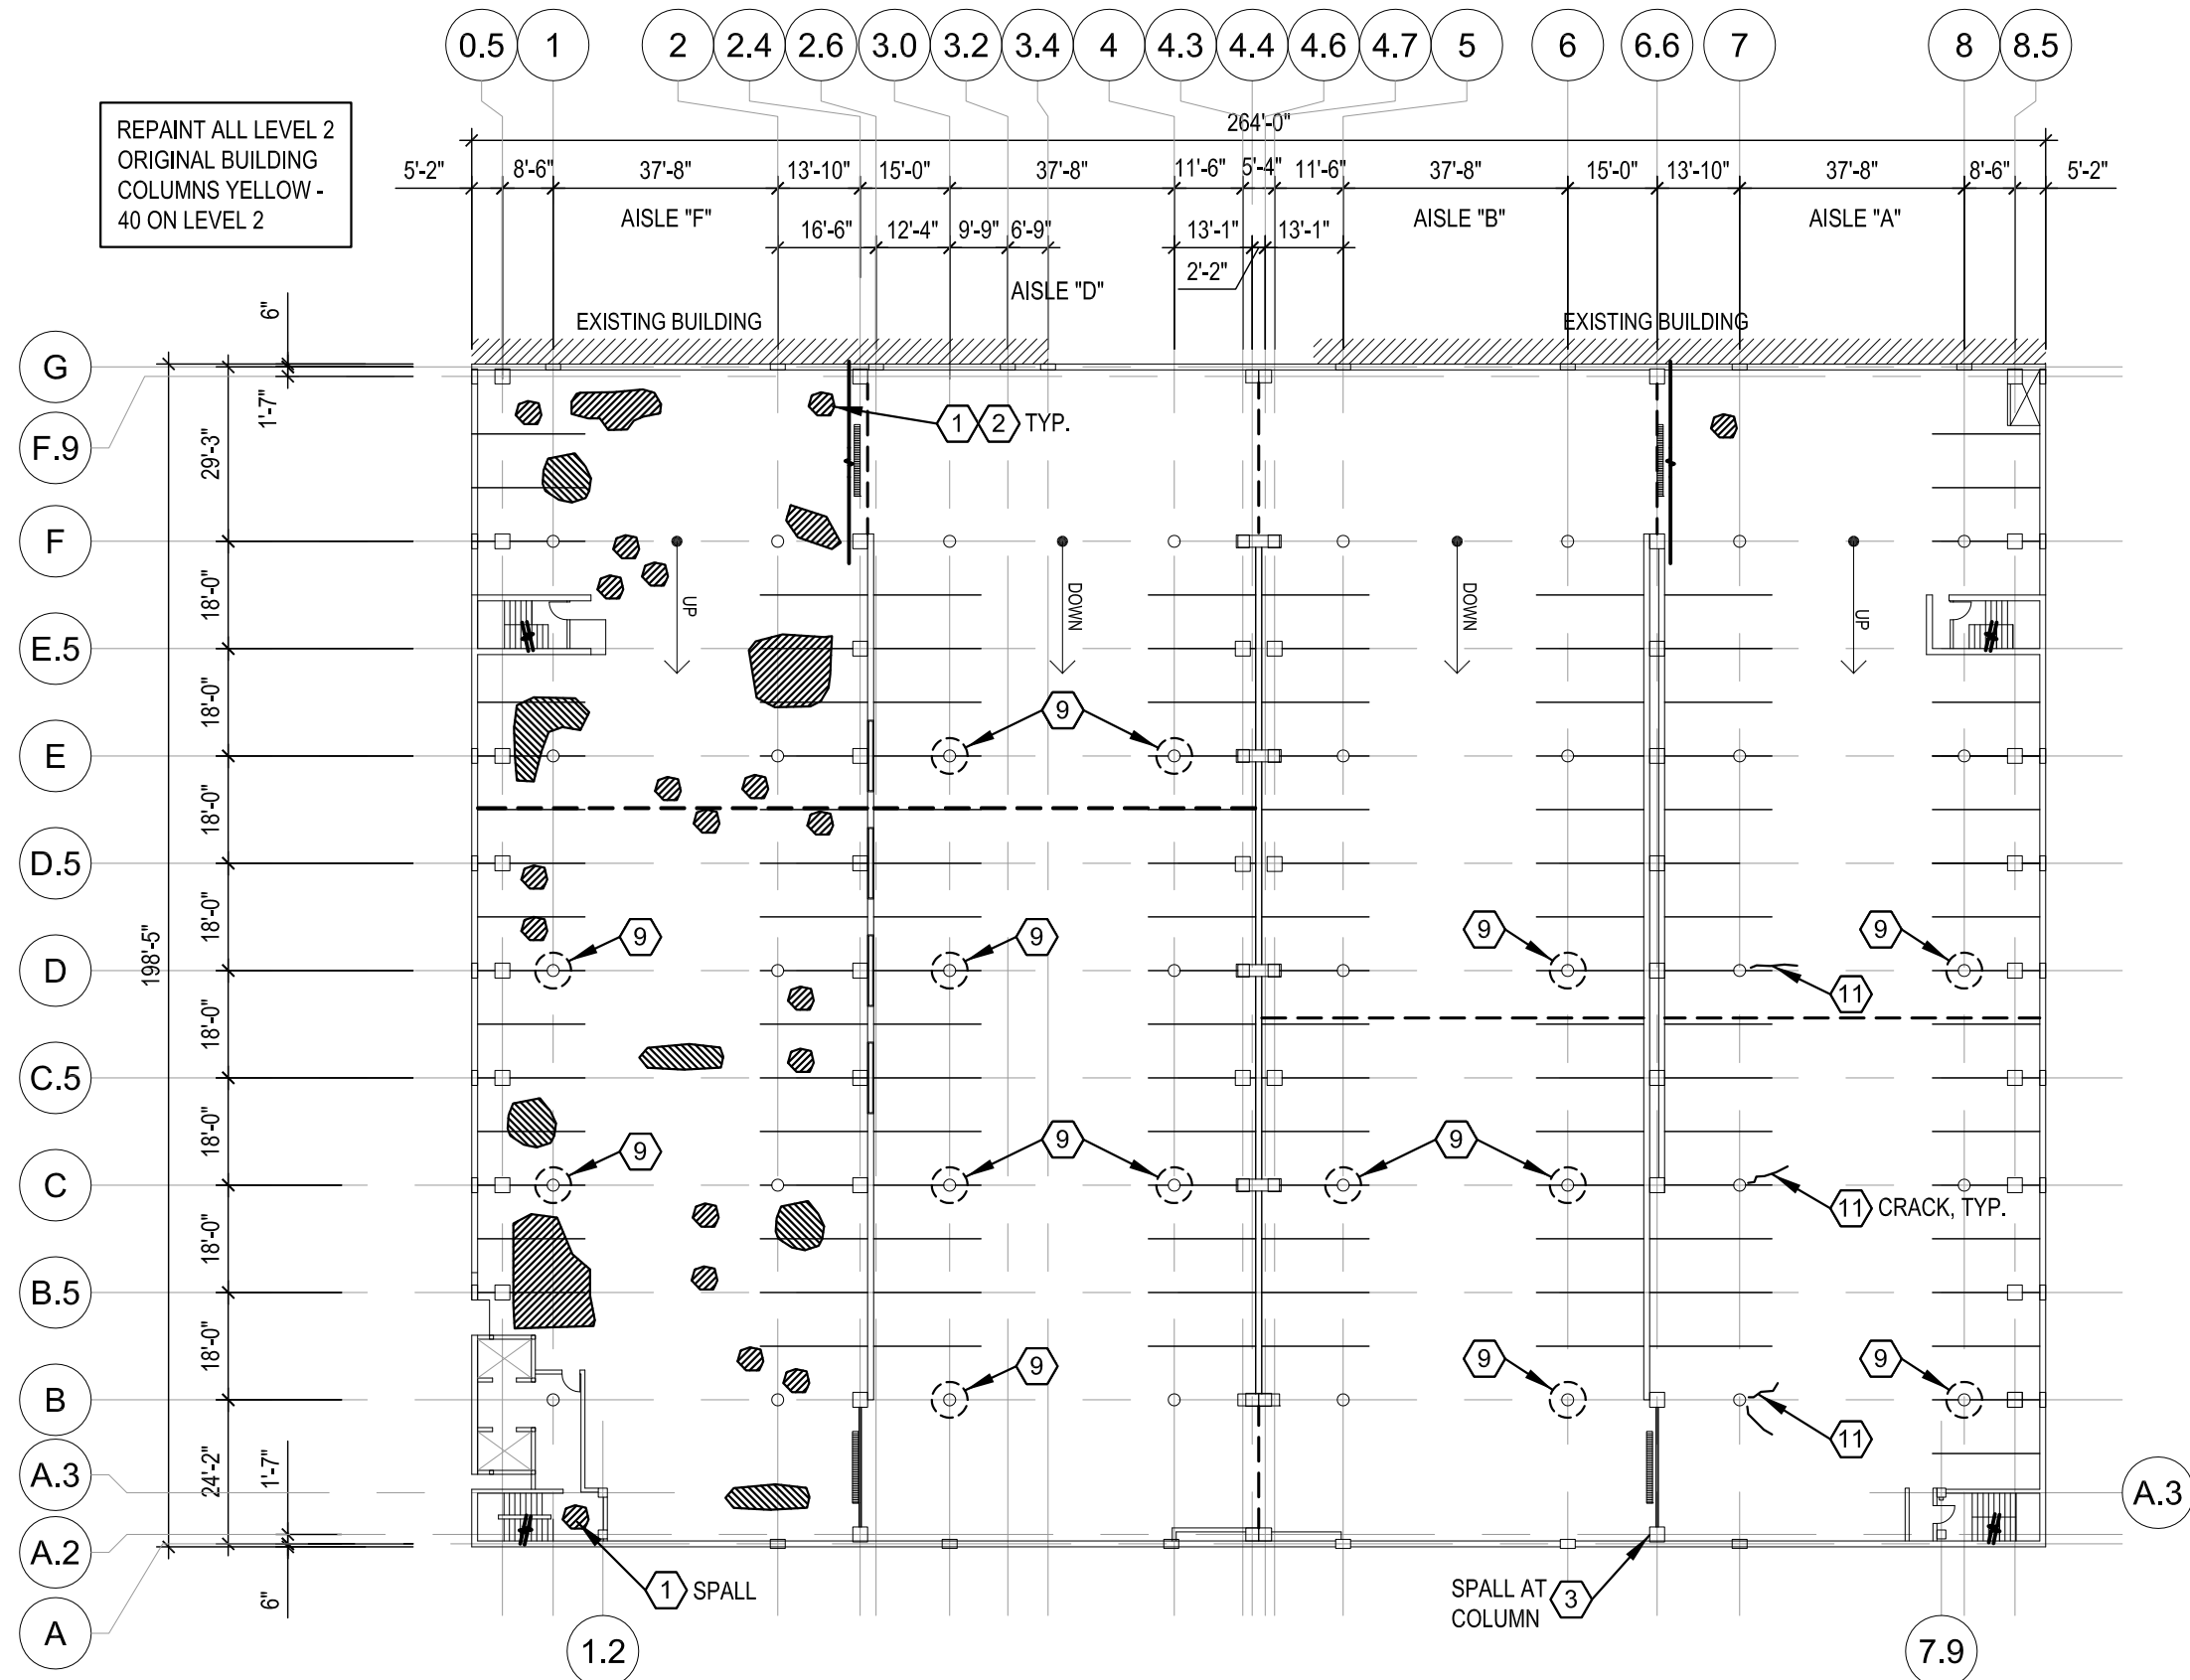 0.5 1 2 2.4 2.6 3.0 3.2 3.4 4 4.3 4.4 4.6 4.7 5 6 6.6 7 8 8.5
REPAINT ALL LEVEL 2
ORIGINAL BUILDING
COLUMNS YELLOW -
40 ON LEVEL 2
264'-0"
5'-2" 8'-6" 37'-8" 13'-10" 15'-0" 37'-8" 11'-6" 5'-4" 11'-6" 37'-8" 15'-0" 13'-10" 37'-8" 8'-6" 5'-2"
AISLE "F" AISLE "B" AISLE "A"
16'-6" 12'-4" 9'-9" 6'-9" 13'-1" 13'-1"
2'-2"
AISLE "D"
EXISTING BUILDING EXISTING BUILDING
6"
G
1'-7"
1 2 TYP.
F.9
29'-3"
F
18'-0"
UP DOWN DOWN UP
E.5
18'-0"
9
E
18'-0"
D.5
18'-0"
198'-5"
9 9 9 9
D
11
18'-0"
C.5
18'-0"
9 9 9
C
11 CRACK, TYP.
18'-0"
B.5
18'-0"
9 9 9
B
11
24'-2"
1'-7"
A.3 A.3
A.2
6"
1 SPALL
SPALL AT
COLUMN
3
A
1.2 7.9